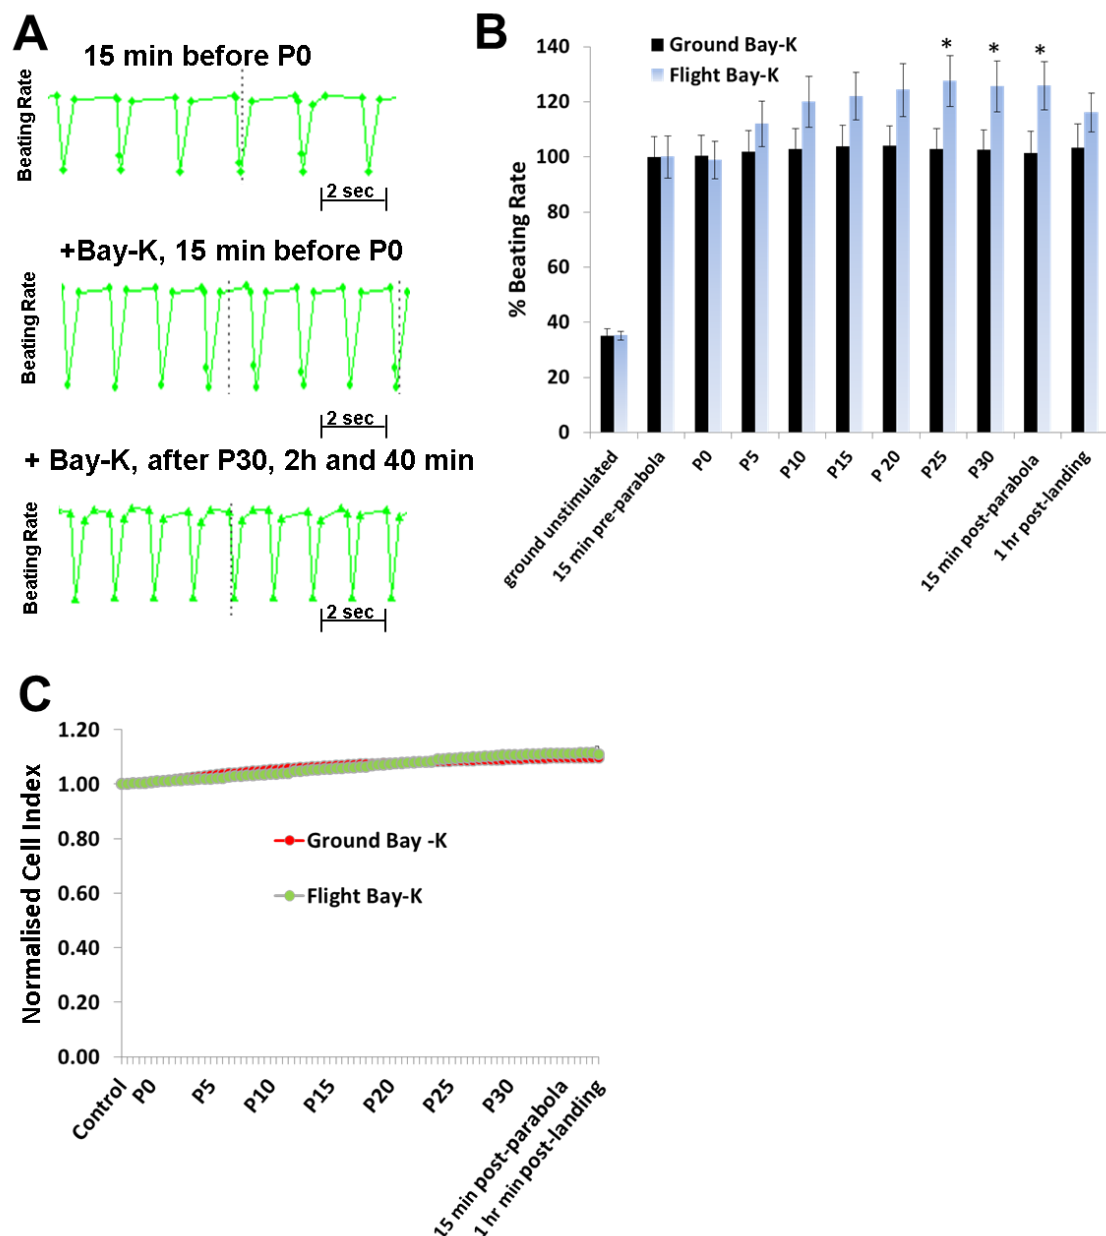 A
15 min before P0
Beating Rate
2 sec
+Bay-K, 15 min before P0
Beating Rate
2 sec
+ Bay-K, after P30, 2h and 40 min
Beating Rate
2 sec
B
Ground Bay-K
Flight Bay-K
* * *
% Beating Rate
140
120
100
80
60
40
20
0
ground unstimulated
15 min pre-parabola
P0
P5
P10
P15
P 20
P25
P30
15 min post-parabola
1 hr post-landing
C
Normalised Cell Index
1.20
1.00
0.80
0.60
0.40
0.20
0.00
Ground Bay -K
Flight Bay-K
Control
P0
P5
P10
P15
P20
P25
P30
15 min post-parabola
1 hr min post-landing